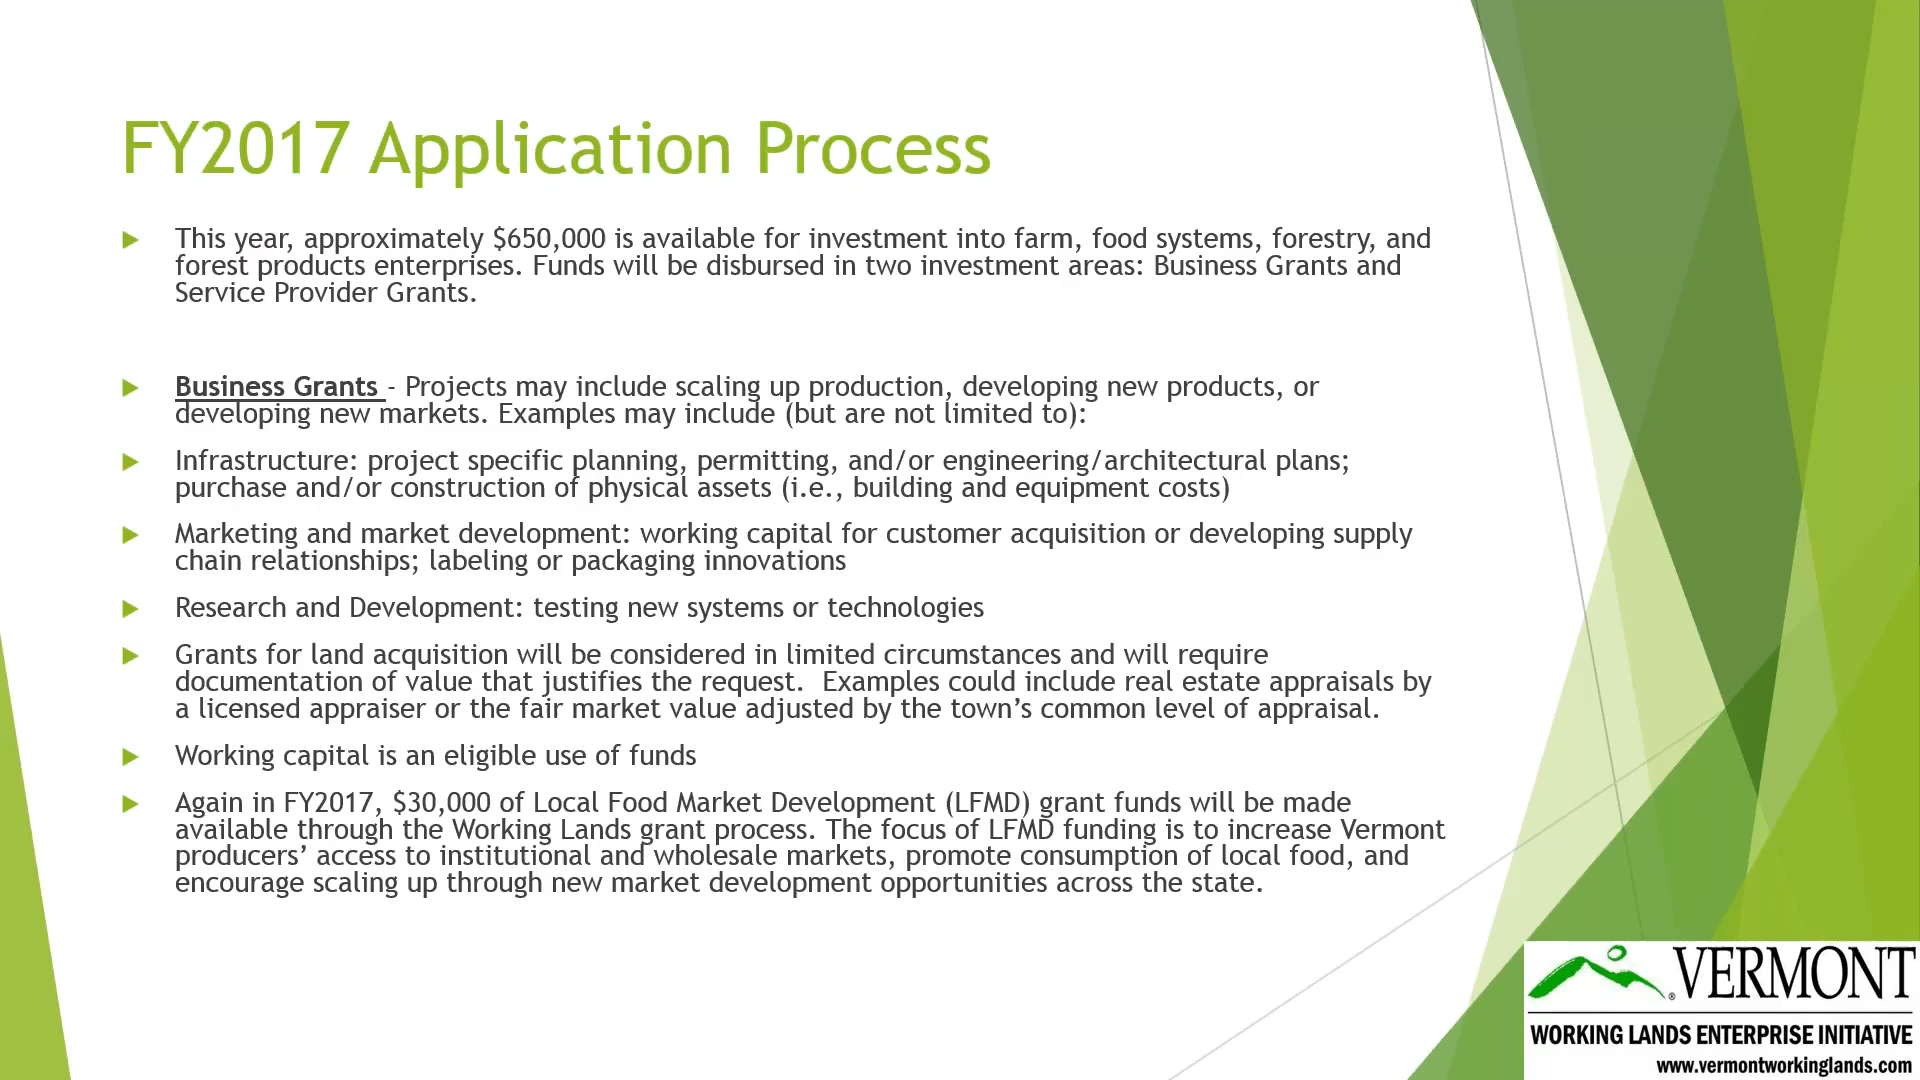 FY2017 Application Process
This year, approximately $650,000 is available for investment into farm, food systems, forestry, and
forest products enterprises. Funds will be disbursed in two investment areas: Business Grants and
Service Provider Grants.
Business Grants - Projects may include scaling up production, developing new products, or
developing new markets. Examples may include (but are not limited to):
Infrastructure: project specific planning, permitting, and/or engineering/architectural plans;
purchase and/or construction of physical assets (i.e., building and equipment costs)
Marketing and market development: working capital for customer acquisition or developing supply
chain relationships; labeling or packaging innovations
Research and Development: testing new systems or technologies
Grants for land acquisition will be considered in limited circumstances and will require
documentation of value that justifies the request.  Examples could include real estate appraisals by
a licensed appraiser or the fair market value adjusted by the town’s common level of appraisal.
Working capital is an eligible use of funds
Again in FY2017, $30,000 of Local Food Market Development (LFMD) grant funds will be made
available through the Working Lands grant process. The focus of LFMD funding is to increase Vermont
producers’ access to institutional and wholesale markets, promote consumption of local food, and
encourage scaling up through new market development opportunities across the state.
® VERMONT
WORKING LANDS ENTERPRISE INITIATIVE
www.vermontworkinglands.com